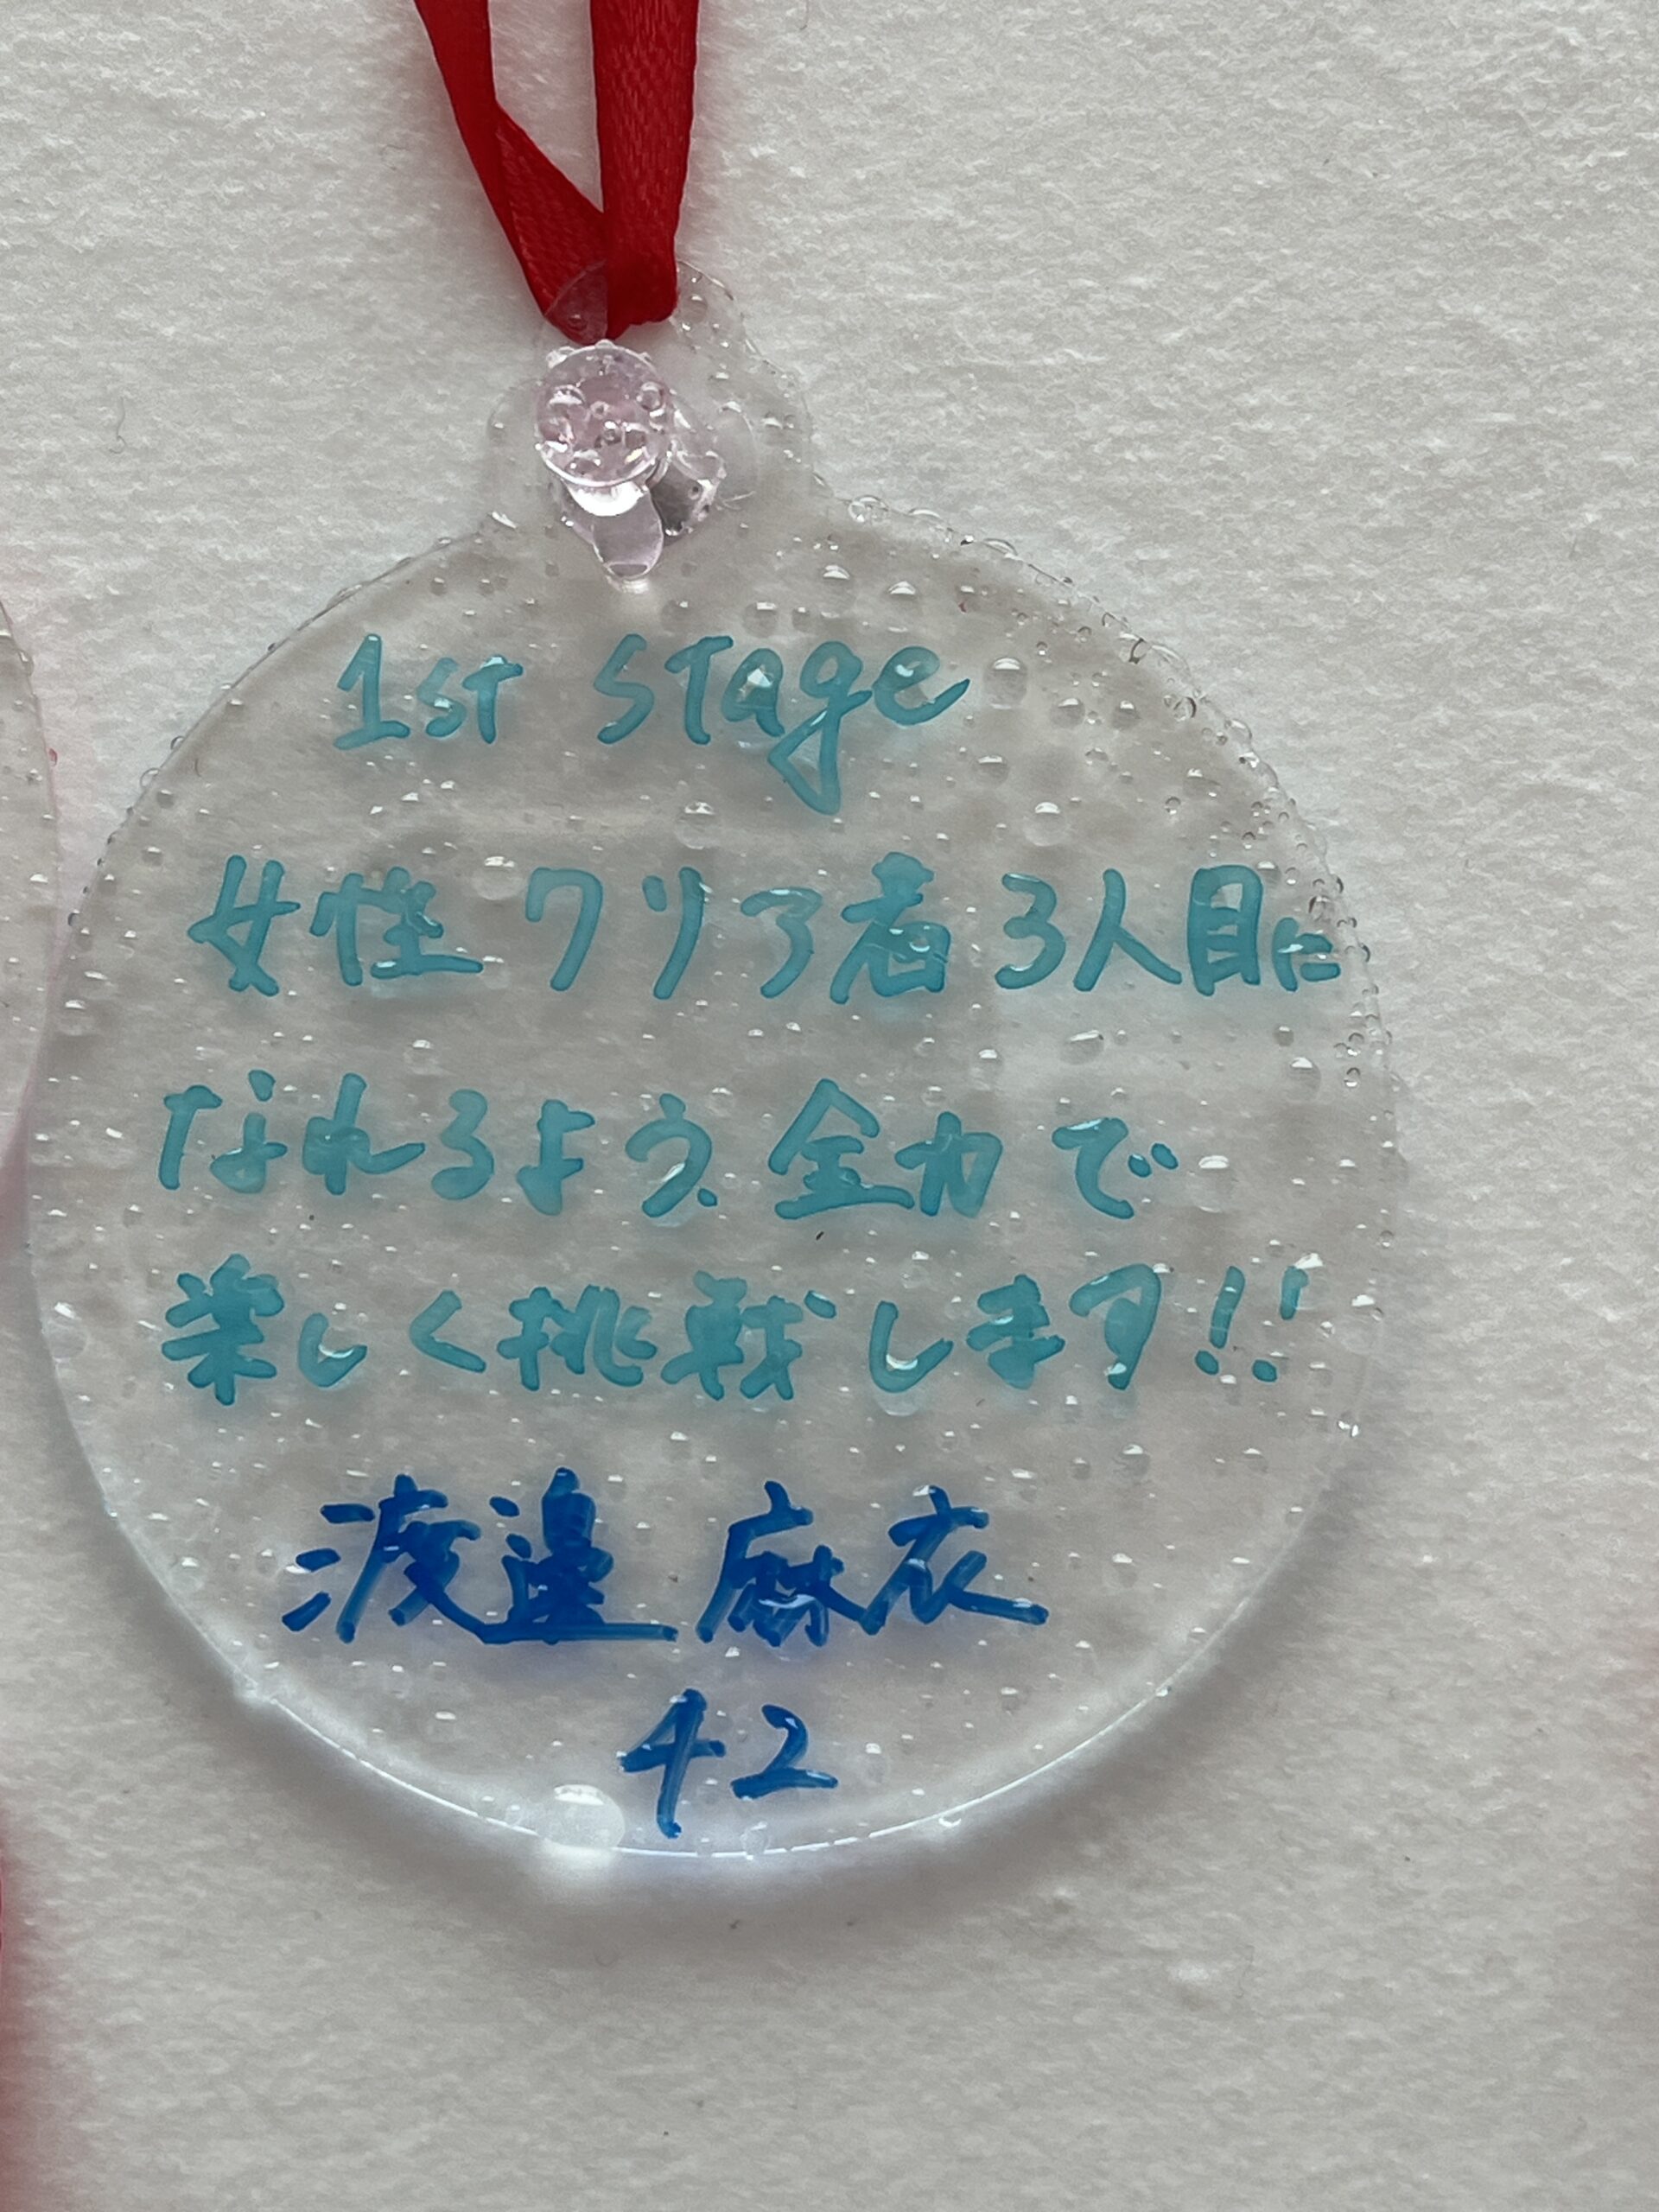 1st stage
女性クリア者3人目に
なれるよう、全力で
楽しく挑戦します!!
渡邊 麻衣
42